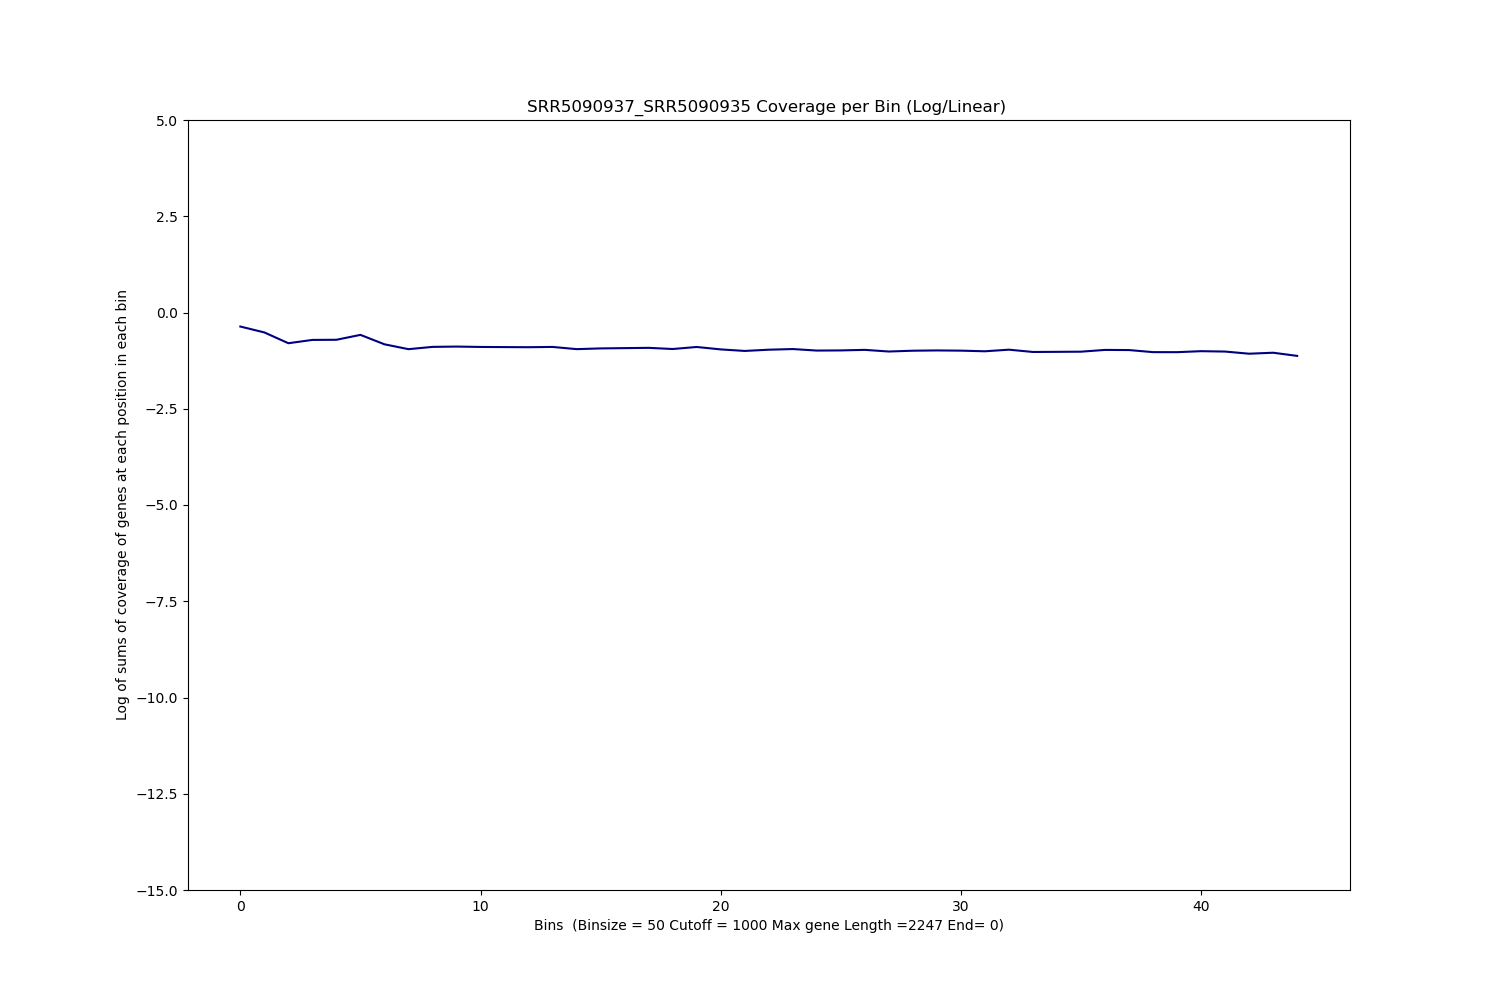 SRR5090937_SRR5090935 Coverage per Bin (Log/Linear)
5.0
2.5
0.0
−2.5
−5.0
−7.5
−10.0
−12.5
−15.0
Log of sums of coverage of genes at each position in each bin
0 10 20 30 40
Bins  (Binsize = 50 Cutoff = 1000 Max gene Length =2247 End= 0)